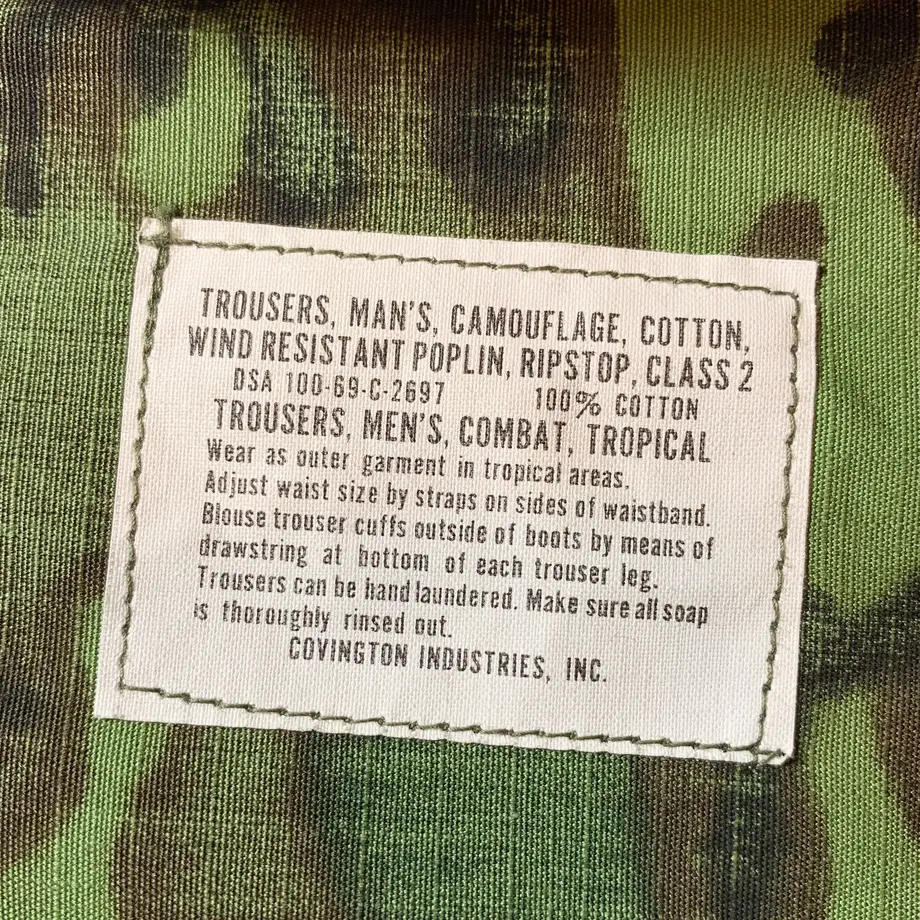 TROUSERS, MAN'S, CAMOUFLAGE, COTTON,
WIND RESISTANT POPLIN, RIPSTOP, CLASS 2
DSA 100-69-C-2697 100% COTTON
TROUSERS, MEN'S, COMBAT, TROPICAL
Wear as outer garment in tropical areas.
Adjust waist size by straps on sides of waistband.
Blouse trouser cuffs outside of boots by means of
drawstring at bottom of each trouser leg.
Trousers can be hand laundered. Make sure all soap
is thoroughly rinsed out.
COVINGTON INDUSTRIES, INC.